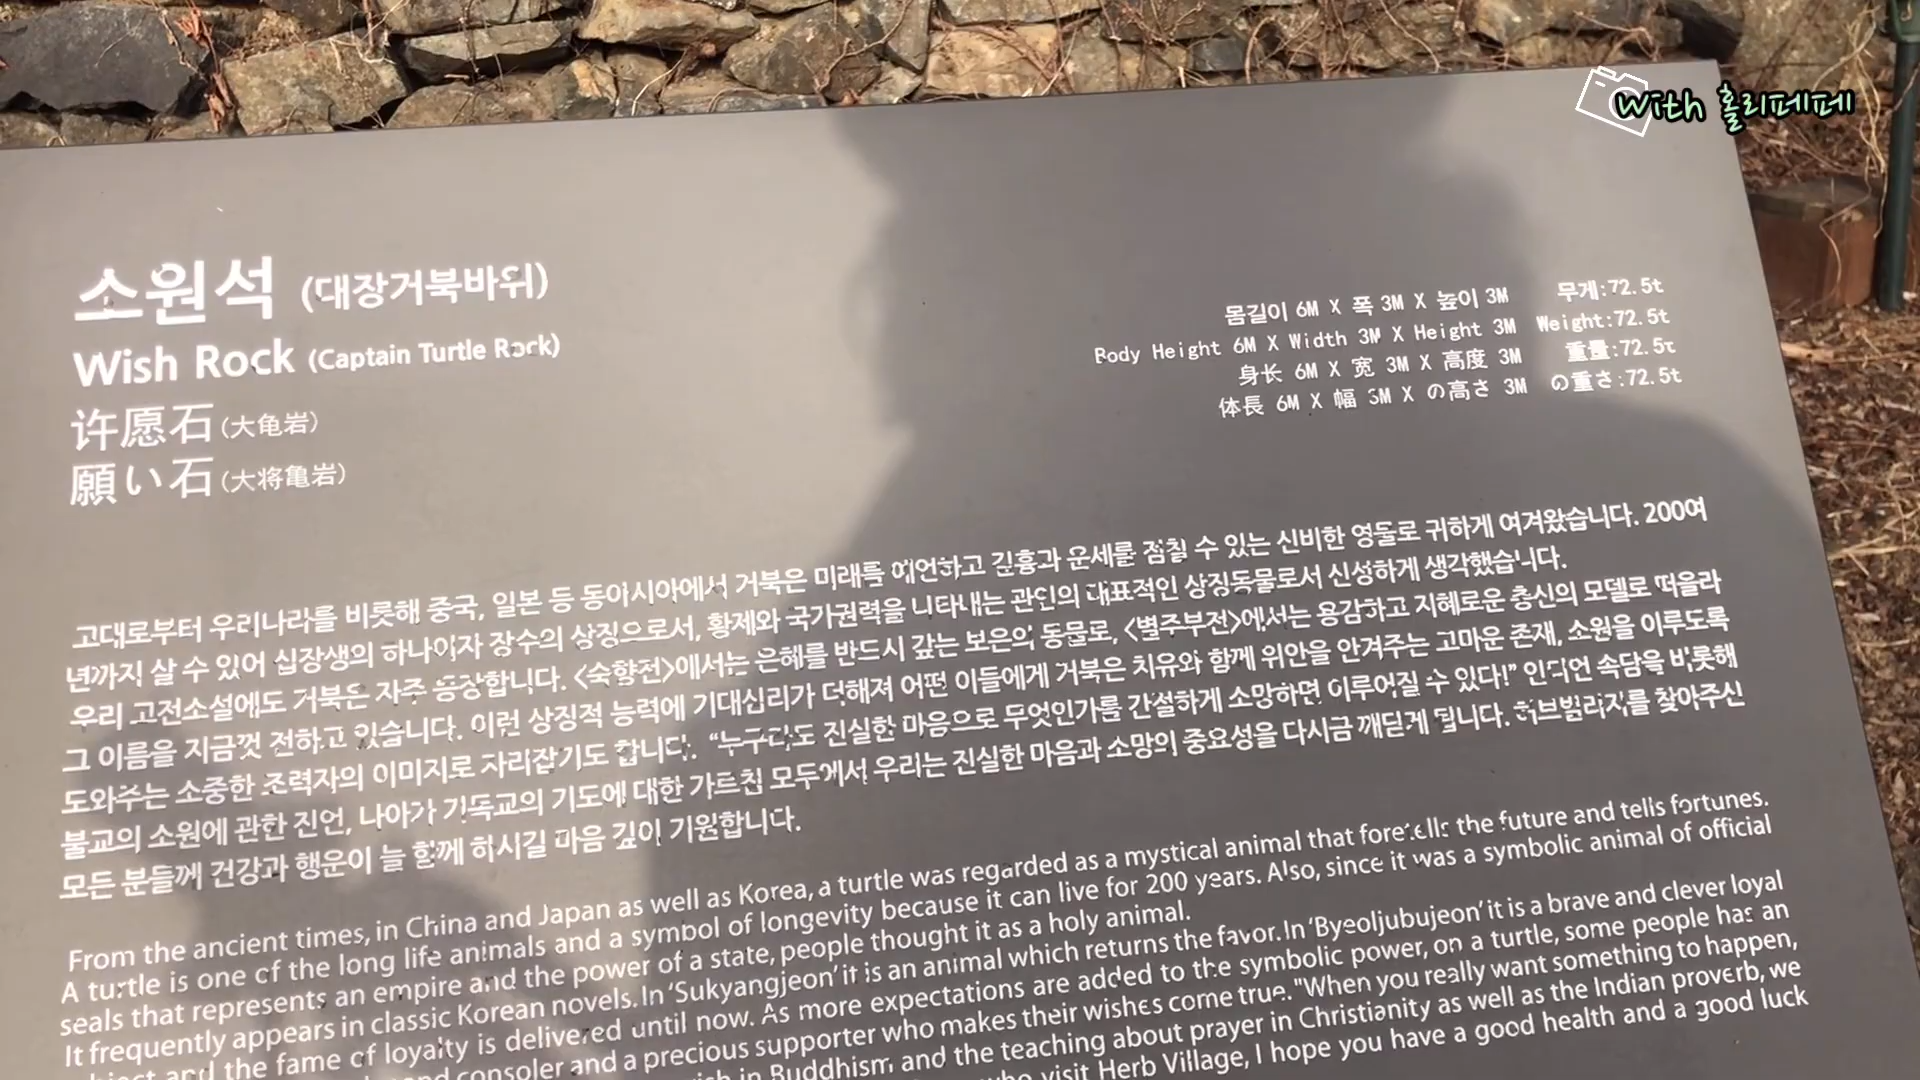 with 홀리페페
소원석 (대장거북바위)
Wish Rock (Captain Turtle Rock)
许愿石 (大龟岩)
願い石 (大将亀岩)
몸길이 6M X 폭 3M X 높이 3M 무게:72.5t
Body Height 6M X Width 3M X Height 3M Weight:72.5t
身长 6M X 宽 3M X 高度 3M 重量:72.5t
体長 6M X 幅 3M X の高さ 3M の重さ:72.5t
고대로부터 우리나라를 비롯해 중국, 일본 등 동아시아에서 거북은 미래를 예언하고 길흉과 운세를 점칠 수 있는 신비한 영물로 귀하게 여겨왔습니다. 200여
년까지 살 수 있어 십장생의 하나이자 장수의 상징으로서, 황제와 국가권력을 나타내는 관인의 대표적인 상징동물로서 신성하게 생각했습니다.
우리 고전소설에도 거북은 자주 등장합니다. <숙향전>에서는 은혜를 반드시 갚는 보은의 동물로, <별주부전>에서는 용감하고 지혜로운 충신의 모델로 떠올라
그 이름을 지금껏 전하고 있습니다. 이런 상징적 능력에 기대심리가 더해져 어떤 이들에게 거북은 치유와 함께 위안을 안겨주는 고마운 존재, 소원을 이루도록
도와주는 소중한 조력자의 이미지로 자리잡기도 합니다. “누구라도 진실한 마음으로 무엇인가를 간절하게 소망하면 이루어질 수 있다!” 인디언 속담을 비롯해
불교의 소원에 관한 진언, 나아가 기독교의 기도에 대한 가르침 모두에서 우리는 진실한 마음과 소망의 중요성을 다시금 깨닫게 됩니다. 허브빌리지를 찾아주신
모든 분들께 건강과 행운이 늘 함께 하시길 마음 깊이 기원합니다.
From the ancient times, in China and Japan as well as Korea, a turtle was regarded as a mystical animal that foretells the future and tells fortunes.
A turtle is one of the long life animals and a symbol of longevity because it can live for 200 years. Also, since it was a symbolic animal of official
seals that represents an empire and the power of a state, people thought it as a holy animal.
It frequently appears in classic Korean novels. In ‘Sukyangjeon’ it is an animal which returns the favor. In ‘Byeoljubujeon’ it is a brave and clever loyal
and the fame of loyalty is delivered until now. As more expectations are added to the symbolic power, on a turtle, some people has an
and consoler and a precious supporter who makes their wishes come true. "When you really want something to happen,
in Buddhism and the teaching about prayer in Christianity as well as the Indian proverb, we
who visit Herb Village, I hope you have a good health and a good luck